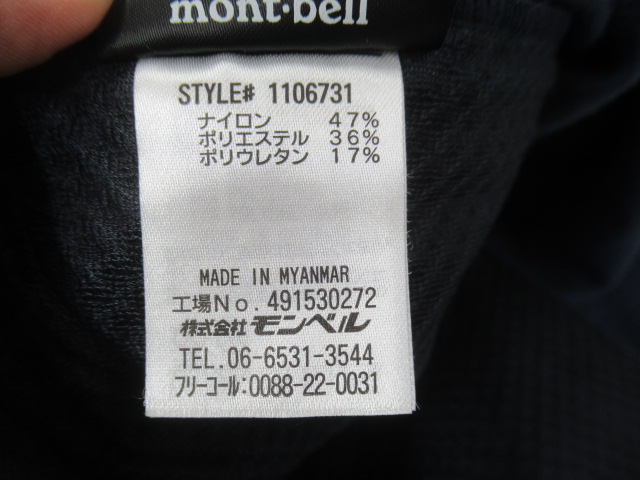 mont·bell
STYLE# 1106731
ナイロン 47%
ポリエステル 36%
ポリウレタン 17%
MADE IN MYANMAR
工場No. 491530272
株式会社 モンベル
TEL. 06-6531-3544
フリーコール:0088-22-0031